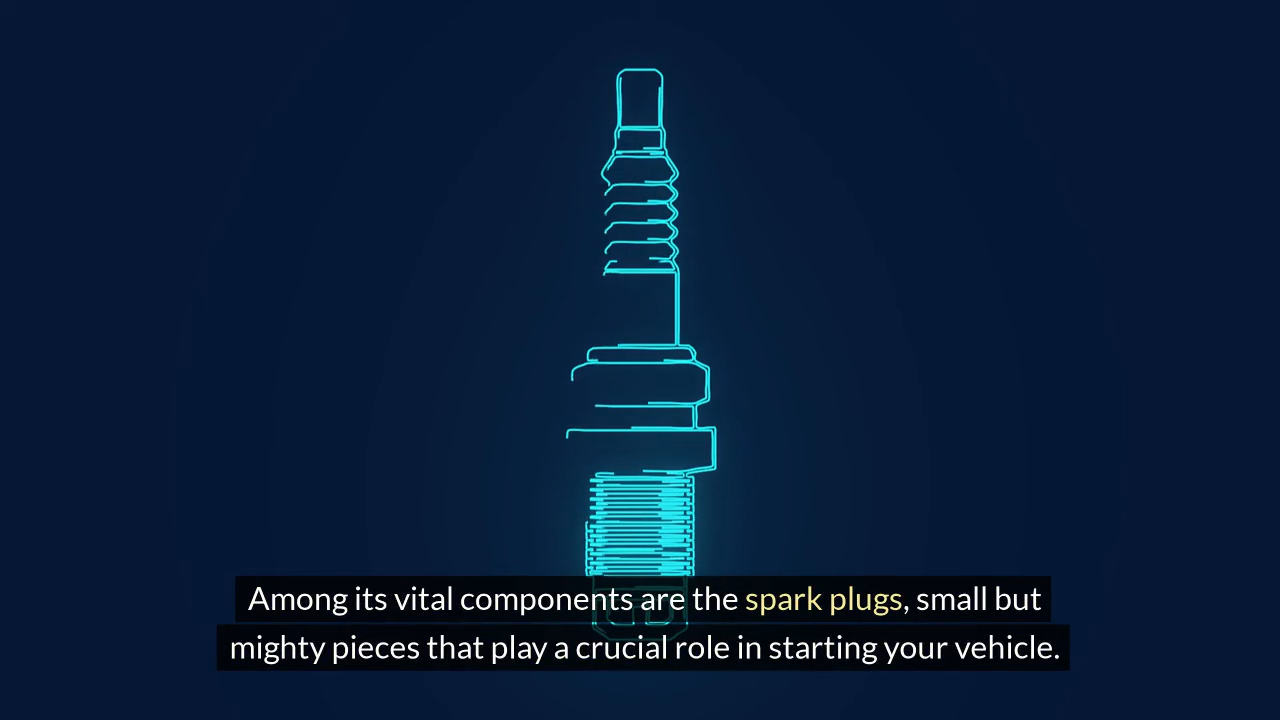 Among its vital components are the spark plugs, small but
mighty pieces that play a crucial role in starting your vehicle.